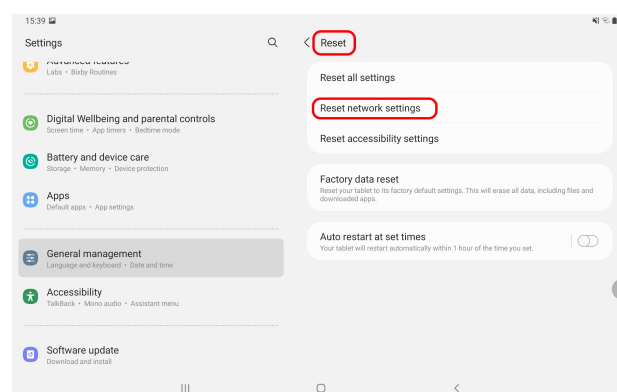 15:39
Settings
Reset
Advanced features
Labs • Bixby Routines
Digital Wellbeing and parental controls
Screen time • App timers • Bedtime mode
Battery and device care
Storage • Memory • Device protection
Apps
Default apps • App settings
General management
Language and keyboard • Date and time
Accessibility
TalkBack • Mono audio • Assistant menu
Software update
Download and install
Reset all settings
Reset network settings
Reset accessibility settings
Factory data reset
Reset your tablet to its factory default settings. This will erase all data, including files and
downloaded apps.
Auto restart at set times
Your tablet will restart automatically within 1 hour of the time you set.